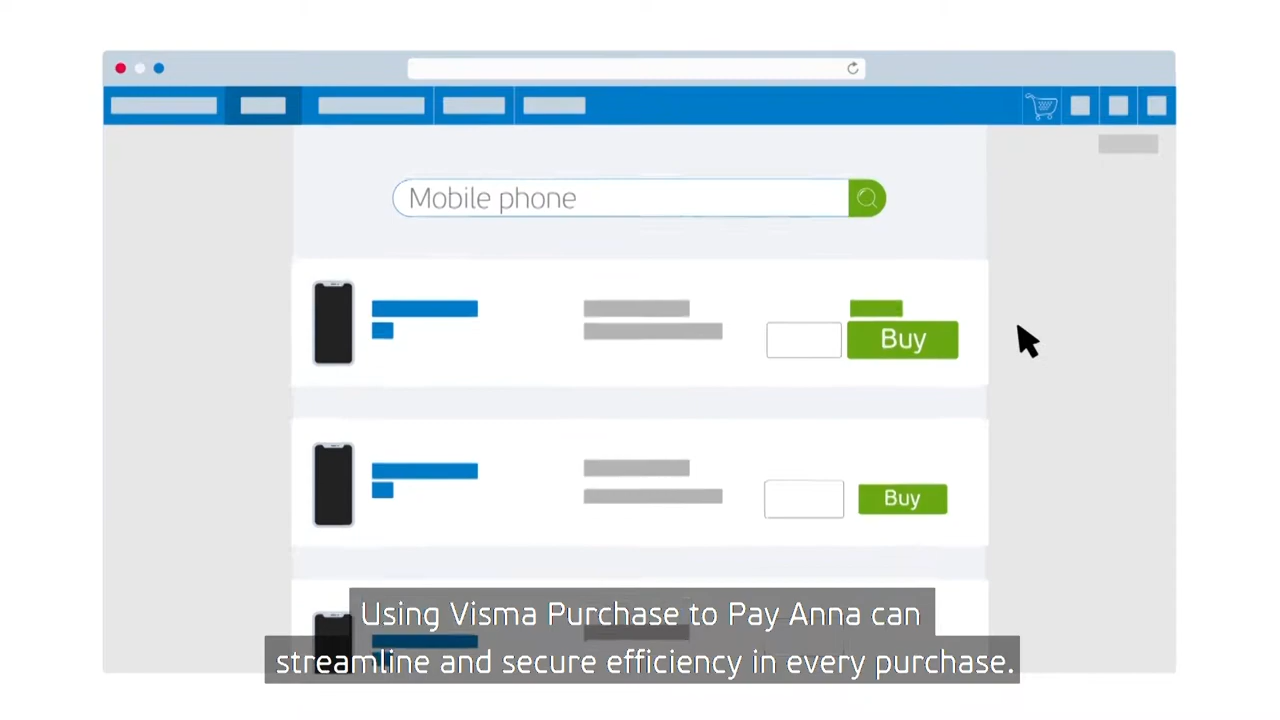 Mobile phone
Buy
Buy
Using Visma Purchase to Pay Anna can
streamline and secure efficiency in every purchase.